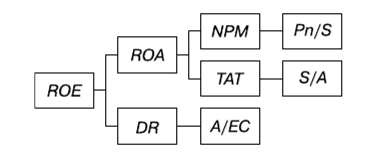 NPM Pn/S
ROA
TAT S/A
ROE
DR A/EC